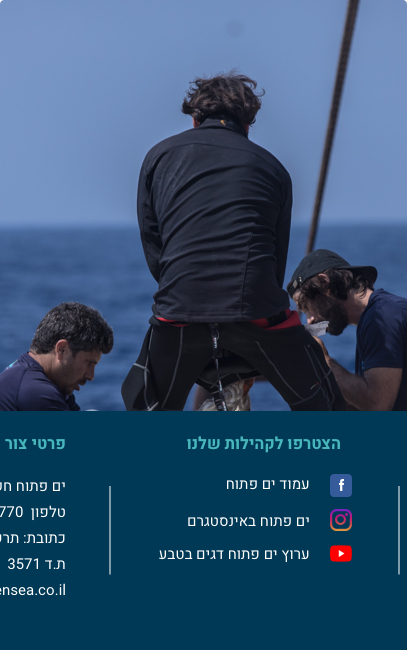 הצטרפו לקהילות שלנו
עמוד ים פתוח
ים פתוח באינסטגרם
ערוץ ים פתוח דגים בטבע
פרטי צור
ים פתוח
טלפון 770
כתובת:
ת.ד 3571
ensea.co.il